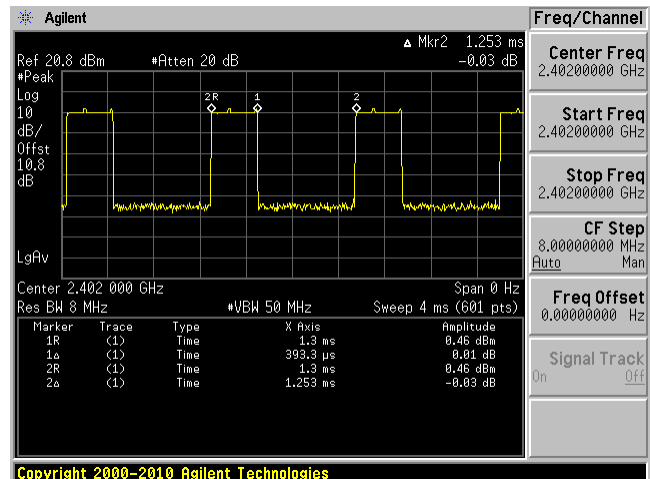 Agilent
Freq/Channel
Δ Mkr2 1.253 ms
Ref 20.8 dBm #Atten 20 dB -0.03 dB
#Peak
Log
10
dB/
Offst
10.8
dB
LgAv
2R 1 2
Center 2.402 000 GHz Span 0 Hz
Res BW 8 MHz #VBW 50 MHz Sweep 4 ms (601 pts)
Marker Trace Type X Axis Amplitude
1R (1) Time 1.3 ms 0.46 dBm
1Δ (1) Time 393.3 µs 0.01 dB
2R (1) Time 1.3 ms 0.46 dBm
2Δ (1) Time 1.253 ms -0.03 dB
Center Freq
2.40200000 GHz
Start Freq
2.40200000 GHz
Stop Freq
2.40200000 GHz
CF Step
8.00000000 MHz
Auto Man
Freq Offset
0.00000000 Hz
Signal Track
On Off
Copyright 2000-2010 Agilent Technologies